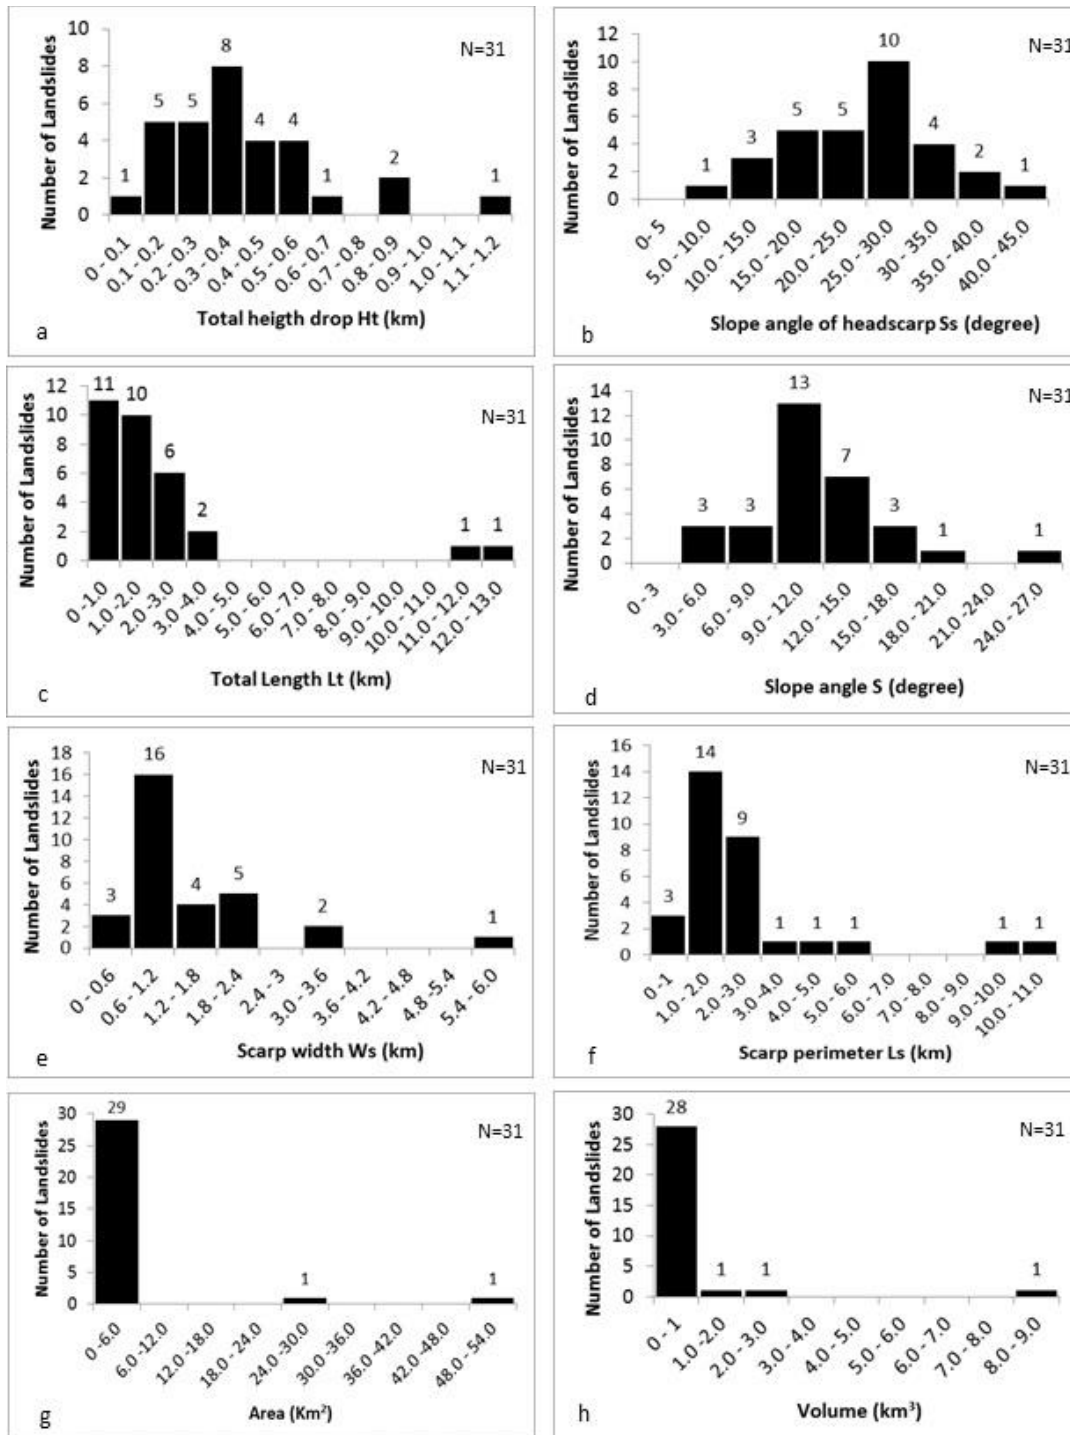 Number of Landslides
10
8
6
4
2
0
1
5
5
8
4
4
1
2
1
N=31
0 - 0.1
0.1 - 0.2
0.2 - 0.3
0.3 - 0.4
0.4 - 0.5
0.5 - 0.6
0.6 - 0.7
0.7 - 0.8
0.8 - 0.9
0.9 - 1.0
1.0 - 1.1
1.1 - 1.2
Total heigth drop Ht (km)
a
Number of Landslides
12
10
8
6
4
2
0
1
3
5
5
10
4
2
1
N=31
0 - 5
5.0 - 10.0
10.0 - 15.0
15.0 - 20.0
20.0 - 25.0
25.0 - 30.0
30 - 35.0
35.0 - 40.0
40.0 - 45.0
Slope angle of headscarp Ss (degree)
b
Number of Landslides
12
10
8
6
4
2
0
11
10
6
2
1
1
N=31
0 -1.0
1.0 -2.0
2.0 -3.0
3.0 -4.0
4.0 - 5.0
5.0 - 6.0
6.0 - 7.0
7.0 - 8.0
8.0 - 9.0
9.0 - 10.0
10.0 - 11.0
11.0 - 12.0
12.0 - 13.0
Total Length Lt (km)
c
Number of Landslides
14
12
10
8
6
4
2
0
3
3
13
7
3
1
1
N=31
0 - 3
3.0 - 6.0
6.0 - 9.0
9.0 - 12.0
12.0 - 15.0
15.0 - 18.0
18.0 - 21.0
21.0 -24.0
24.0 - 27.0
Slope angle S (degree)
d
Number of Landslides
18
16
14
12
10
8
6
4
2
0
3
16
4
5
2
1
N=31
0 - 0.6
0.6 - 1.2
1.2 - 1.8
1.8 - 2.4
2.4 - 3
3.0 - 3.6
3.6 - 4.2
4.2 - 4.8
4.8 -5.4
5.4 - 6.0
Scarp width Ws (km)
e
Number of Landslides
16
14
12
10
8
6
4
2
0
3
14
9
1
1
1
1
1
N=31
0 -1
1.0 - 2.0
2.0 -3.0
3.0 -4.0
4.0 - 5.0
5.0 - 6.0
6.0 - 7.0
7.0 - 8.0
8.0 - 9.0
9.0 -10.0
10.0 - 11.0
Scarp perimeter Ls (km)
f
Number of Landslides
30
25
20
15
10
5
0
29
1
1
N=31
0 -6.0
6.0 -12.0
12.0 -18.0
18.0 - 24.0
24.0 -30.0
30.0 -36.0
36.0 -42.0
42.0 -48.0
48.0 - 54.0
Area (Km²)
g
Number of Landslides
30
25
20
15
10
5
0
28
1
1
1
N=31
0 - 1
1.0 -2.0
2.0 - 3.0
3.0 - 4.0
4.0 - 5.0
5.0 - 6.0
6.0 - 7.0
7.0 - 8.0
8.0 - 9.0
Volume (km³)
h